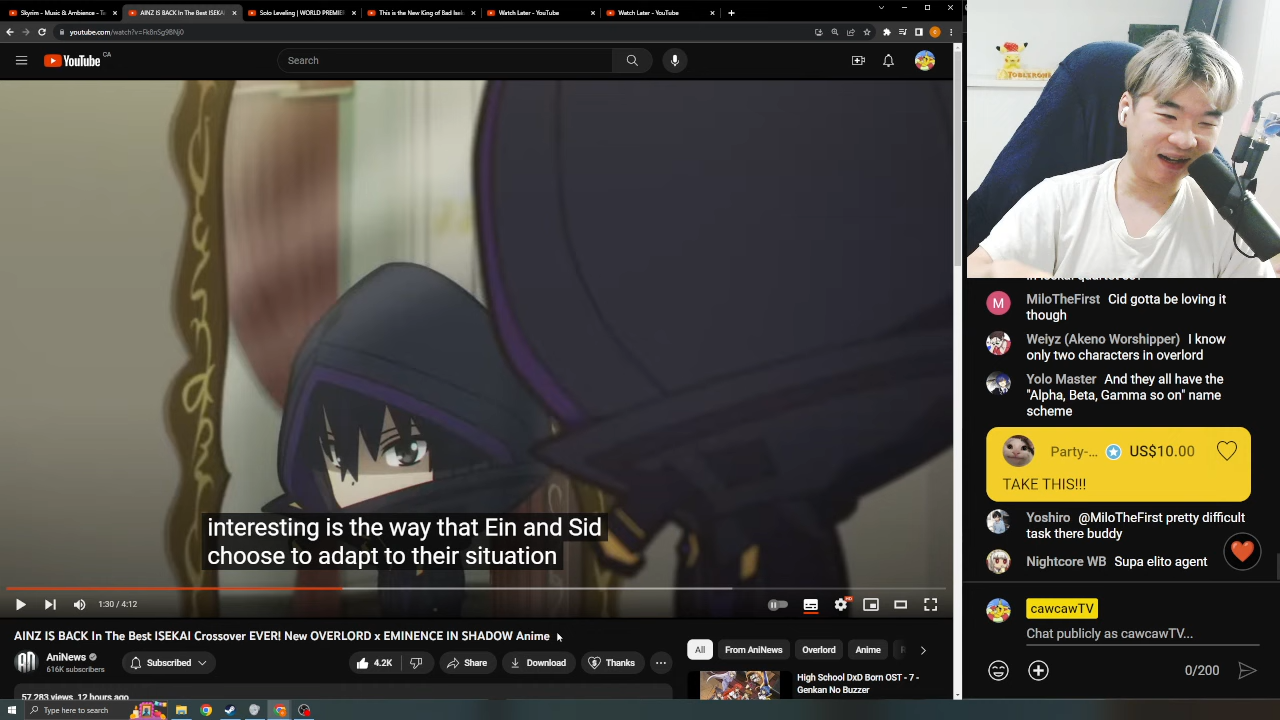 Skyrim - Music & Ambience - Te
AINZ IS BACK In The Best ISEKAI
Solo Leveling | WORLD PREMIER
This is the New King of Bad Isek
Watch Later - YouTube
Watch Later - YouTube
youtube.com/watch?v=Fk8nSg98Nj0
YouTube CA
Search
TOBLERONE
interesting is the way that Ein and Sid
choose to adapt to their situation
1:30 / 4:12
HD
AINZ IS BACK In The Best ISEKAI Crossover EVER! New OVERLORD x EMINENCE IN SHADOW Anime
AN
AniNews
616K subscribers
Subscribed
4.2K
Share
Download
Thanks
57,283 views 12 hours ago
All
From AniNews
Overlord
Anime
High School DxD Born OST - 7 -
Genkan No Buzzer
Type here to search
M
MiloTheFirst Cid gotta be loving it
though
Weiyz (Akeno Worshipper) I know
only two characters in overlord
Yolo Master And they all have the
"Alpha, Beta, Gamma so on" name
scheme
Party-... US$10.00
TAKE THIS!!!
Yoshiro @MiloTheFirst pretty difficult
task there buddy
Nightcore WB Supa elito agent
cawcawTV
Chat publicly as cawcawTV...
0/200